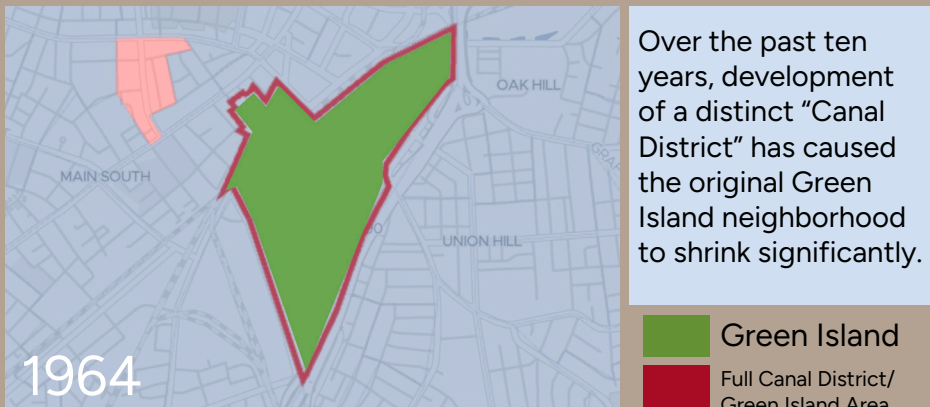 Over the past ten
years, development
of a distinct “Canal
District” has caused
the original Green
Island neighborhood
to shrink significantly.
OAK HILL
MAIN SOUTH
UNION HILL
1964
Green Island
Full Canal District/
Green Island Area